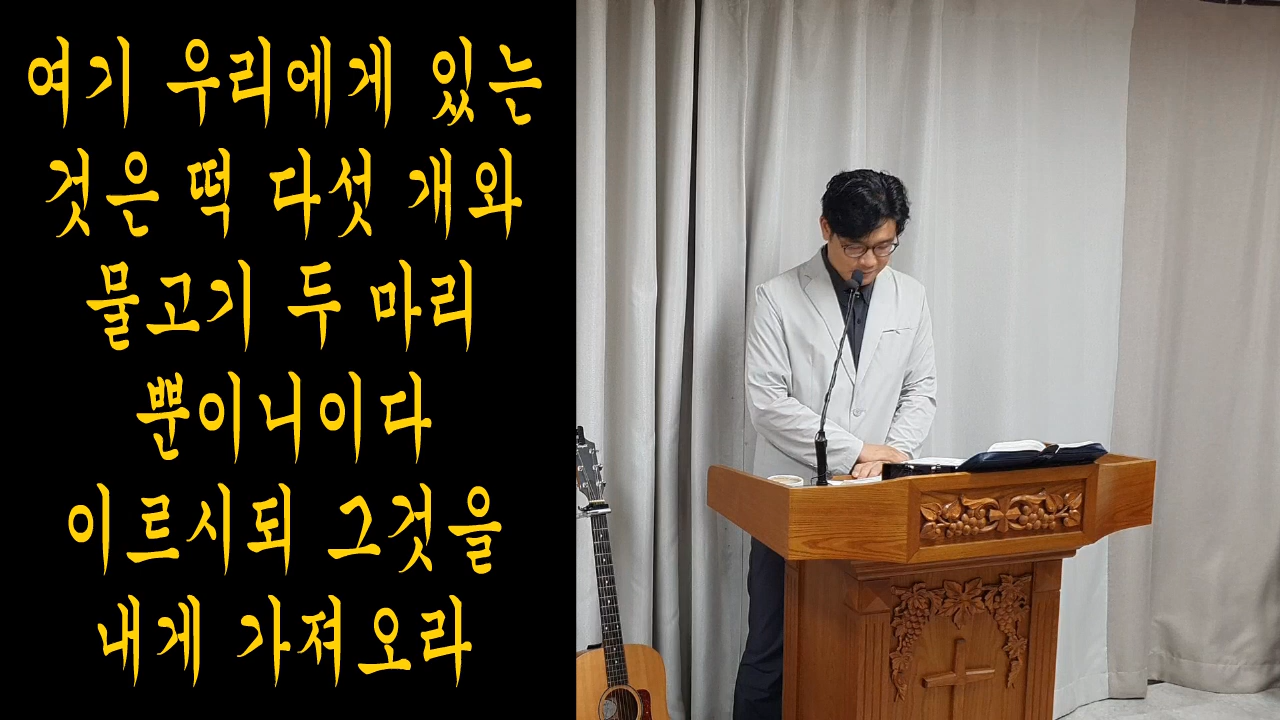 여기 우리에게 있는
것은 떡 다섯 개와
물고기 두 마리
뿐이니이다
이르시되 그것을
내게 가져오라